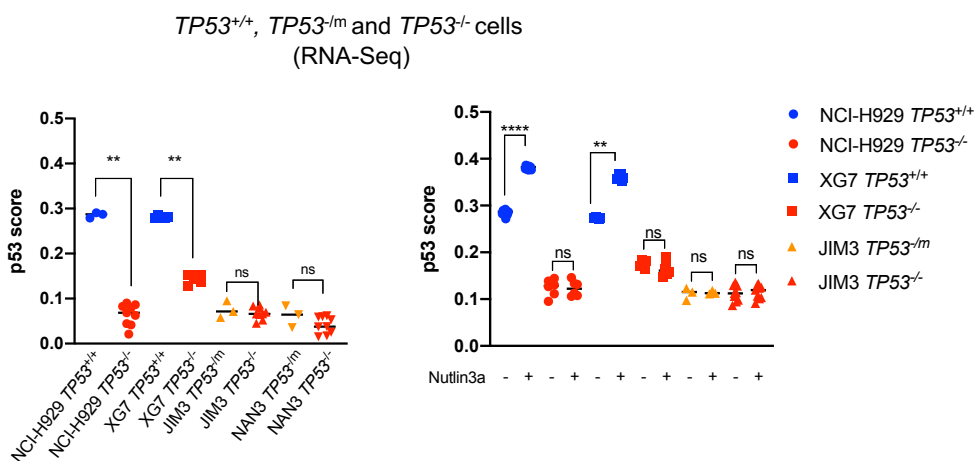 TP53+/+, TP53-/m and TP53-/- cells
(RNA-Seq)
p53 score
0.5
0.4
0.3
0.2
0.1
0.0
** ** ns ns
NCI-H929 TP53+/+
NCI-H929 TP53-/-
XG7 TP53+/+
XG7 TP53-/-
JIM3 TP53-/m
JIM3 TP53-/-
NAN3 TP53-/m
NAN3 TP53-/-
p53 score
0.5
0.4
0.3
0.2
0.1
0.0
**** ns ** ns ns ns
Nutlin3a - + - + - + - + - + - +
NCI-H929 TP53+/+
NCI-H929 TP53-/-
XG7 TP53+/+
XG7 TP53-/-
JIM3 TP53-/m
JIM3 TP53-/-